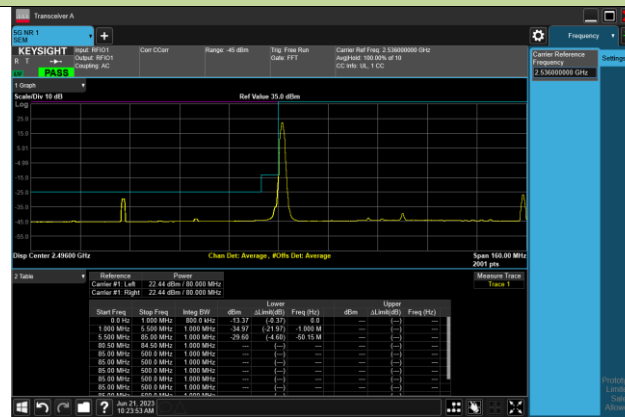 Transceiver A
5G NR 1
SEM
Frequency
KEYSIGHT
R T
PASS
Input: RFIO1
Output: RFIO1
Coupling: AC
Corr CCorr
Range: -45 dBm
Trig: Free Run
Gate: FFT
Carrier Ref Freq: 2.536000000 GHz
Avg|Hold: 100.00% of 10
CC Info: UL, 1 CC
Carrier Reference
Frequency
2.536000000 GHz
Settings
1 Graph
Scale/Div 10 dB
Ref Value 35.0 dBm
Log
25.0
15.0
5.00
-4.99
-15.0
-25.0
-35.0
-45.0
-55.0
Disp Center 2.49600 GHz
Chan Det: Average , #Offs Det: Average
Span 160.00 MHz
2001 pts
2 Table
Reference Power
Carrier #1: Left 22.44 dBm / 80.000 MHz
Carrier #1: Right 22.44 dBm / 80.000 MHz
Measure Trace
Trace 1
Lower Upper
Start Freq Stop Freq Integ BW dBm ΔLimit(dB) Freq (Hz) dBm ΔLimit(dB) Freq (Hz)
0.0 Hz 1.000 MHz 800.0 kHz -13.37 (-0.37) 0.0 --- (---) ---
1.000 MHz 5.500 MHz 1.000 MHz -34.97 (-21.97) -1.000 M --- (---) ---
5.500 MHz 85.00 MHz 1.000 MHz -29.60 (-4.60) -50.15 M --- (---) ---
80.50 MHz 84.50 MHz 1.000 MHz --- (---) --- --- (---) ---
85.00 MHz 500.0 MHz 1.000 MHz --- (---) --- --- (---) ---
85.00 MHz 500.0 MHz 1.000 MHz --- (---) --- --- (---) ---
85.00 MHz 500.0 MHz 1.000 MHz --- (---) --- --- (---) ---
85.00 MHz 500.0 MHz 1.000 MHz --- (---) --- --- (---) ---
85.00 MHz 500.0 MHz 1.000 MHz --- (---) --- --- (---) ---
Jun 21, 2023
10:23:53 AM